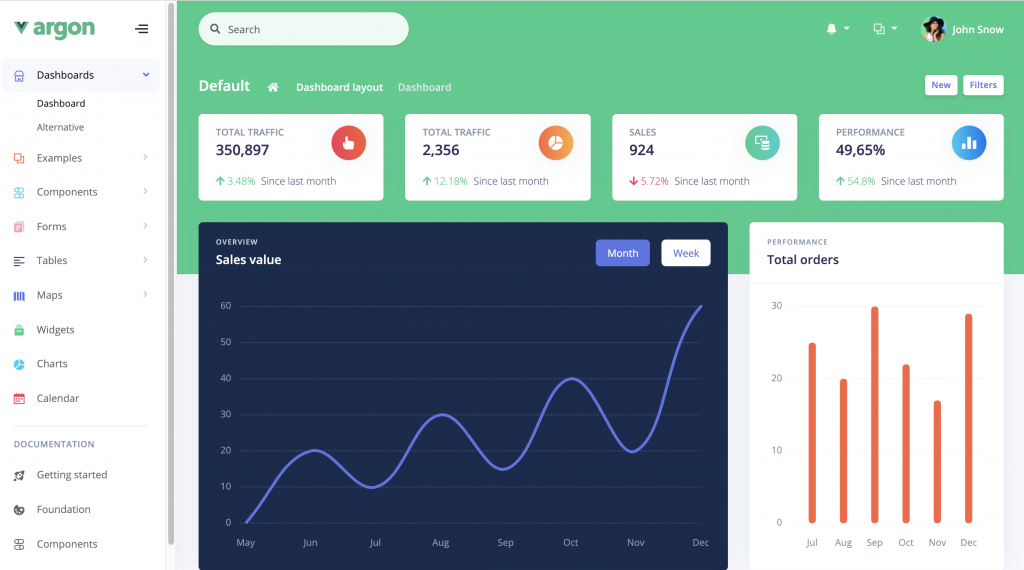 argon
Search
John Snow
Dashboards
Dashboard
Alternative
Examples
Components
Forms
Tables
Maps
Widgets
Charts
Calendar
DOCUMENTATION
Getting started
Foundation
Components
Default
Dashboard layout - Dashboard
New
Filters
TOTAL TRAFFIC
350,897
3.48% Since last month
TOTAL TRAFFIC
2,356
12.18% Since last month
SALES
924
5.72% Since last month
PERFORMANCE
49,65%
54.8% Since last month
OVERVIEW
Sales value
Month
Week
60
50
40
30
20
10
0
May Jun Jul Aug Sep Oct Nov Dec
PERFORMANCE
Total orders
30
20
10
0
Jul Aug Sep Oct Nov Dec